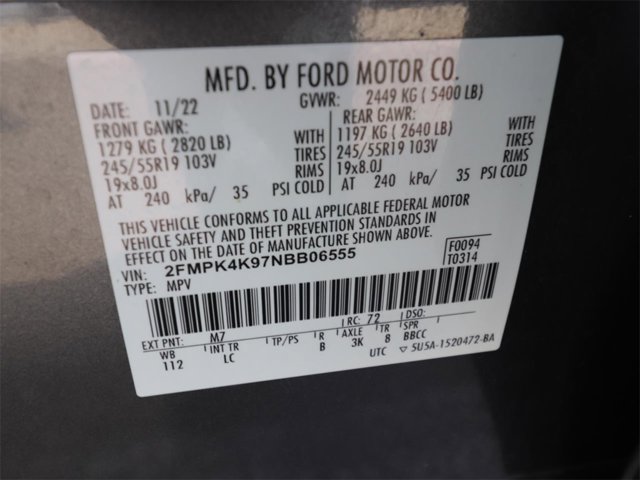 MFD. BY FORD MOTOR CO.
DATE: 11/22 GVWR: 2449 KG ( 5400 LB)
FRONT GAWR: REAR GAWR:
1279 KG ( 2820 LB) WITH 1197 KG ( 2640 LB) WITH
245/55R19 103V TIRES 245/55R19 103V TIRES
19x8.0J RIMS 19x8.0J RIMS
AT 240 kPa/ 35 PSI COLD AT 240 kPa/ 35 PSI COLD
THIS VEHICLE CONFORMS TO ALL APPLICABLE FEDERAL MOTOR
VEHICLE SAFETY AND THEFT PREVENTION STANDARDS IN
EFFECT ON THE DATE OF MANUFACTURE SHOWN ABOVE.
VIN: 2FMPK4K97NBB06555 F0094
TYPE: MPV T0314
EXT PNT: M7 RC: 72 DSO:
WB INT TR TP/PS R AXLE TR SPR
112 LC B 3K 8 BBCC
UTC ▽ 5U5A-1520472-BA